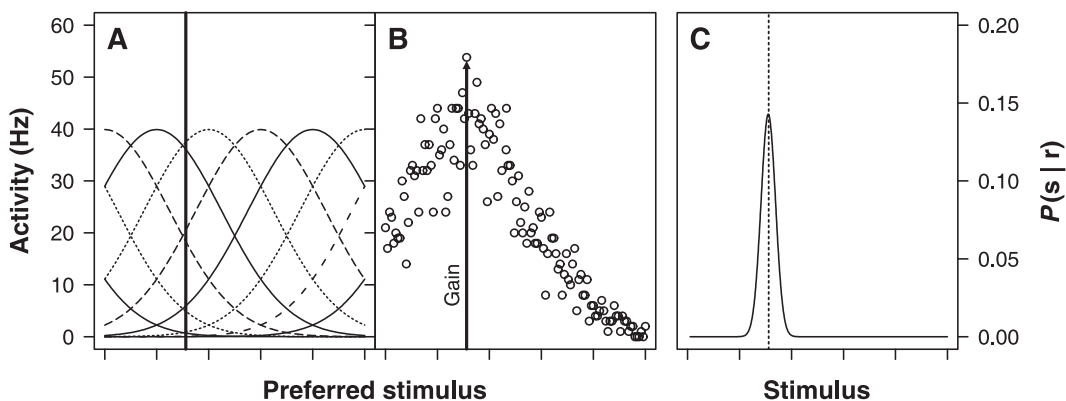 A
B
C
Activity (Hz)
60
50
40
30
20
10
0
Gain
0.20
0.15
0.10
0.05
0.00
P(s | r)
Preferred stimulus
Stimulus